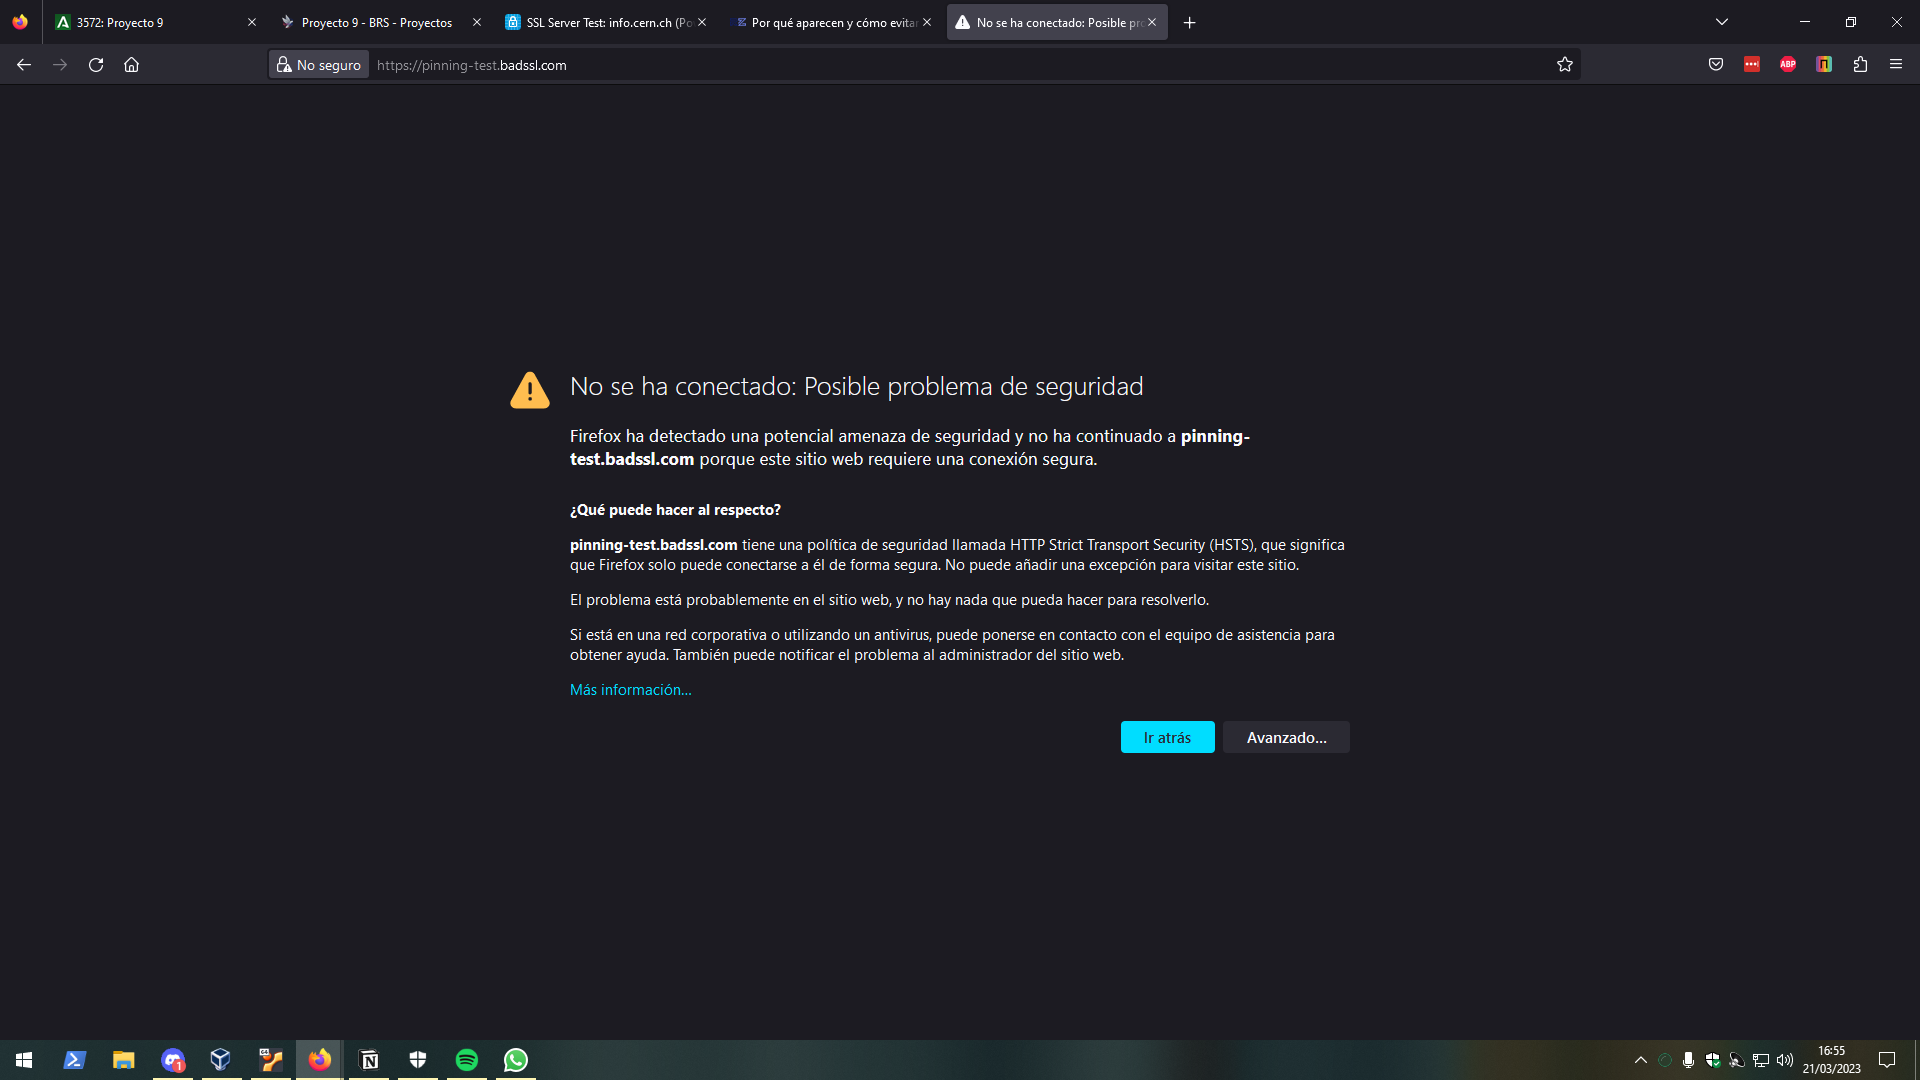 3572: Proyecto 9
Proyecto 9 - BRS - Proyectos
SSL Server Test: info.cern.ch (Po
Por qué aparecen y cómo evitar
No se ha conectado: Posible pro
No seguro
https://pinning-test.badssl.com
ABP
No se ha conectado: Posible problema de seguridad
Firefox ha detectado una potencial amenaza de seguridad y no ha continuado a pinning-
test.badssl.com porque este sitio web requiere una conexión segura.
¿Qué puede hacer al respecto?
pinning-test.badssl.com tiene una política de seguridad llamada HTTP Strict Transport Security (HSTS), que significa
que Firefox solo puede conectarse a él de forma segura. No puede añadir una excepción para visitar este sitio.
El problema está probablemente en el sitio web, y no hay nada que pueda hacer para resolverlo.
Si está en una red corporativa o utilizando un antivirus, puede ponerse en contacto con el equipo de asistencia para
obtener ayuda. También puede notificar el problema al administrador del sitio web.
Más información...
Ir atrás
Avanzado...
1
16:55
21/03/2023